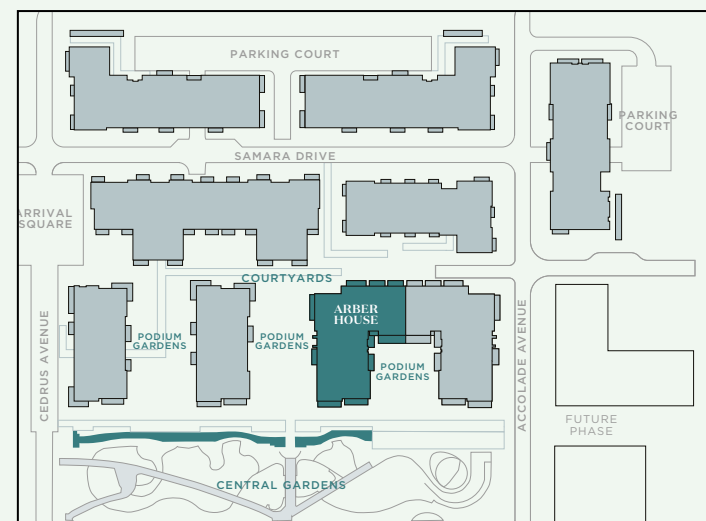 PARKING COURT
PARKING
COURT
SAMARA DRIVE
ARRIVAL
SQUARE
COURTYARDS
ARBER
HOUSE
PODIUM
GARDENS
PODIUM
GARDENS
PODIUM
GARDENS
CEDRUS AVENUE
ACCOLADE AVENUE
FUTURE
PHASE
CENTRAL GARDENS